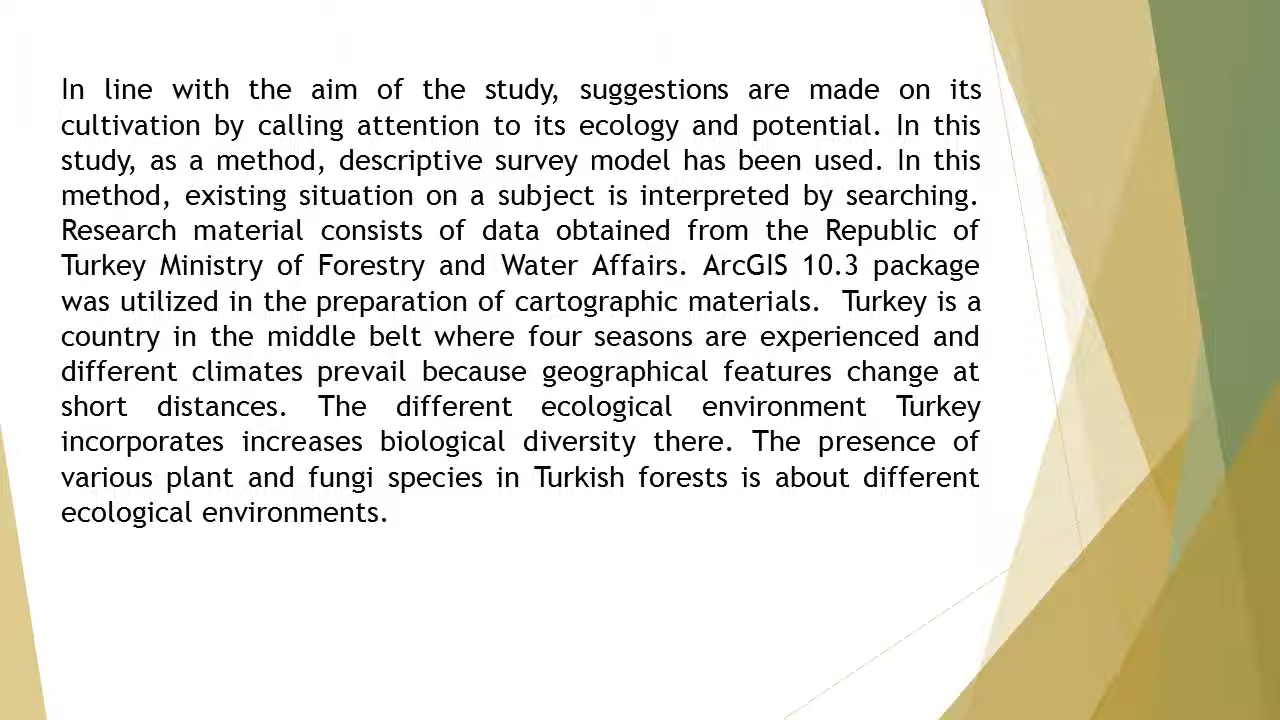 In line with the aim of the study, suggestions are made on its
cultivation by calling attention to its ecology and potential. In this
study, as a method, descriptive survey model has been used. In this
method, existing situation on a subject is interpreted by searching.
Research material consists of data obtained from the Republic of
Turkey Ministry of Forestry and Water Affairs. ArcGIS 10.3 package
was utilized in the preparation of cartographic materials.  Turkey is a
country in the middle belt where four seasons are experienced and
different climates prevail because geographical features change at
short distances. The different ecological environment Turkey
incorporates increases biological diversity there. The presence of
various plant and fungi species in Turkish forests is about different
ecological environments.